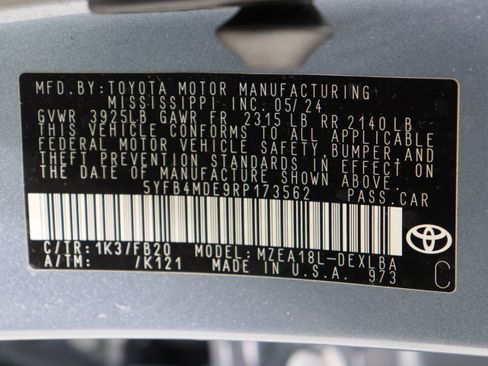 MFD.BY: TOYOTA MOTOR MANUFACTURING
MISSISSIPPI INC. 05/24
GVWR 3925LB GAWR FR 2315 LB RR 2140 LB
THIS VEHICLE CONFORMS TO ALL APPLICABLE
FEDERAL MOTOR VEHICLE SAFETY, BUMPER, AND
THEFT PREVENTION STANDARDS IN EFFECT
ON THE DATE OF MANUFACTURE SHOWN ABOVE.
5YFB4MDE9RP173562 PASS.CAR
C/TR: 1K3/FB20 MODEL: MZEA18L-DEXLBA
A/TM: /K121 MADE IN U.S.A. 973
TOYOTA
C